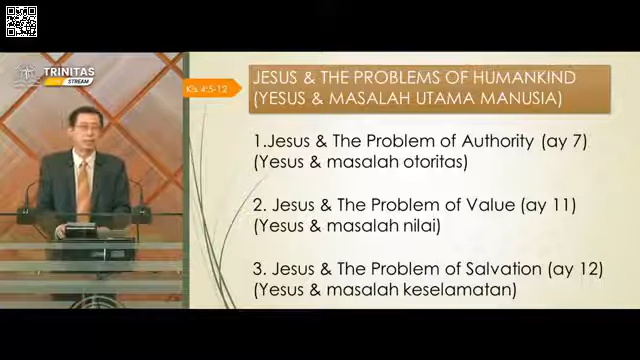 TRINITAS
STREAM
Kis 4:5-12
JESUS & THE PROBLEMS OF HUMANKIND
(YESUS & MASALAH UTAMA MANUSIA)
1.Jesus & The Problem of Authority (ay 7)
(Yesus & masalah otoritas)
2. Jesus & The Problem of Value (ay 11)
(Yesus & masalah nilai)
3. Jesus & The Problem of Salvation (ay 12)
(Yesus & masalah keselamatan)